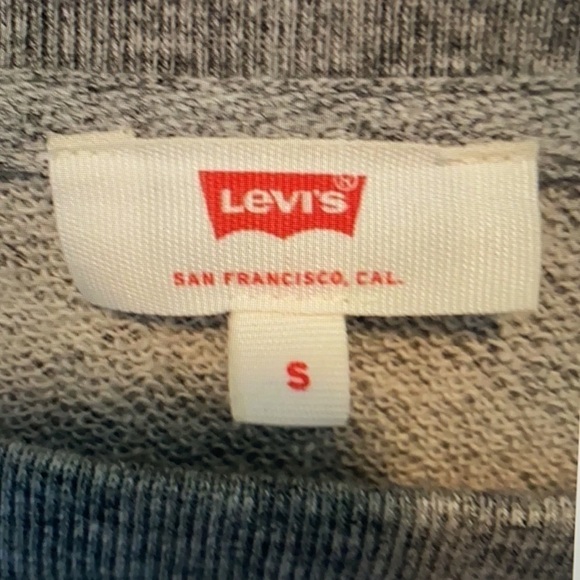 Levi's®
SAN FRANCISCO, CAL.
S